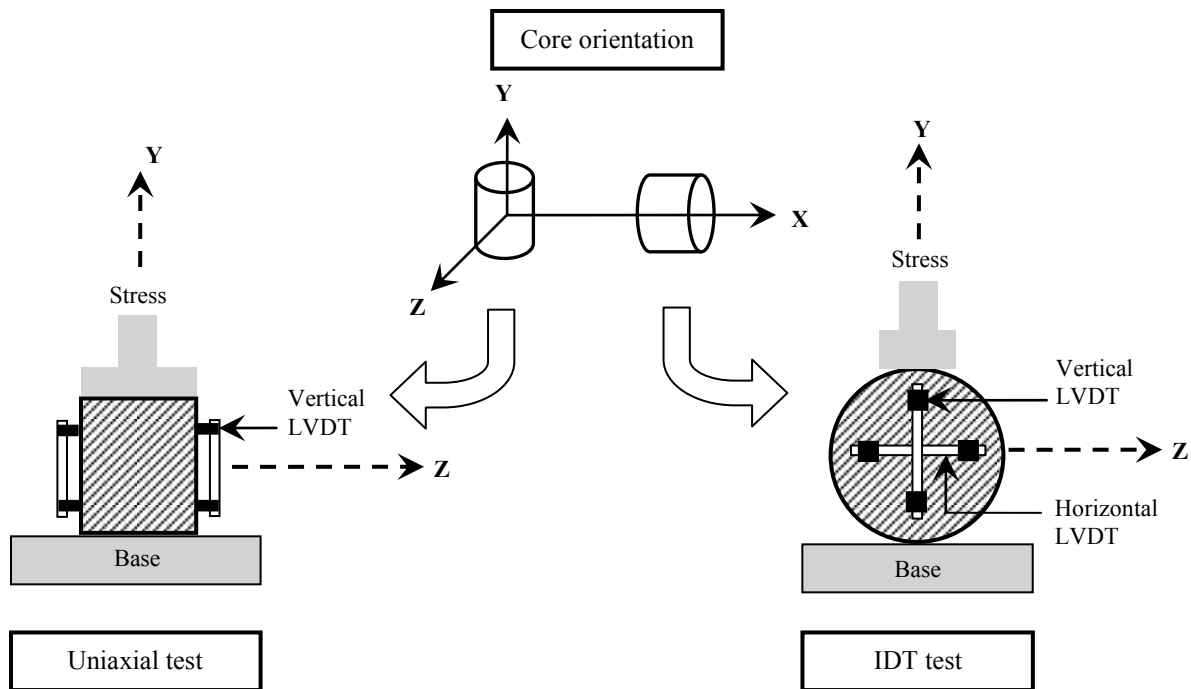 Core orientation
Y
X
Z
Y
Stress
Vertical
LVDT
Z
Base
Uniaxial test
Y
Stress
Vertical
LVDT
Z
Horizontal
LVDT
Base
IDT test